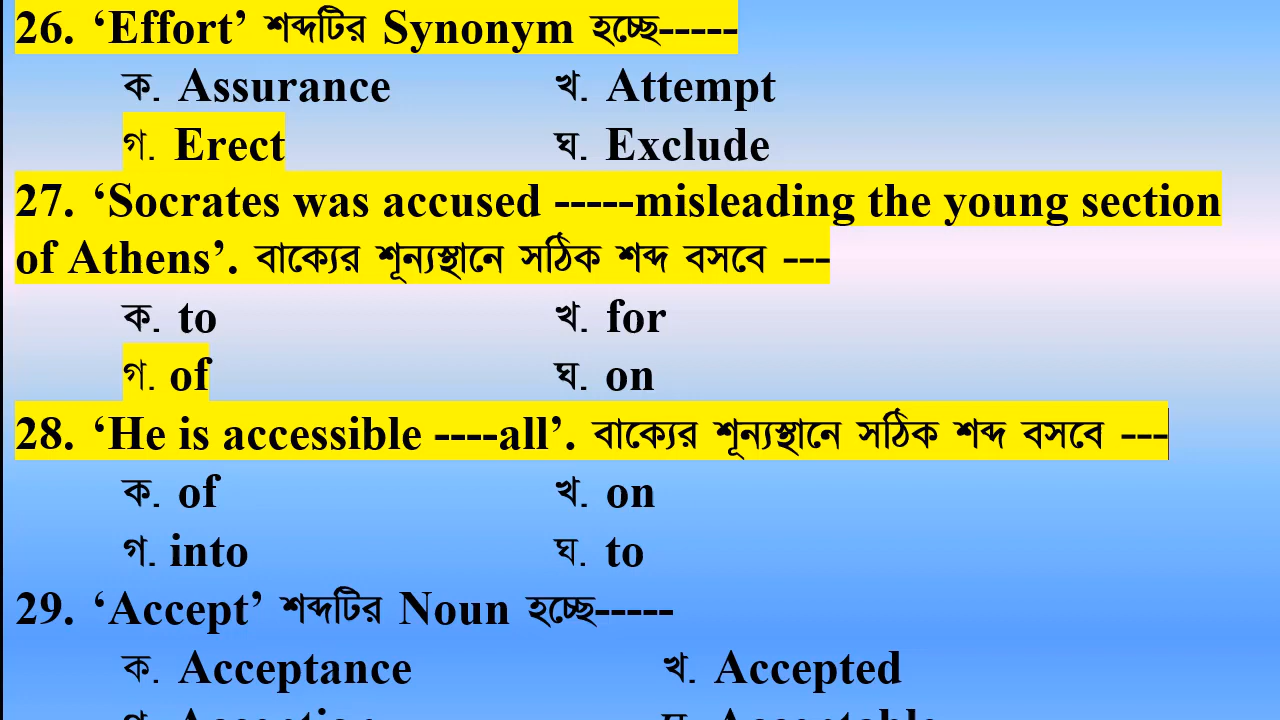 26. ‘Effort’ শব্দটির Synonym হচ্ছে-----
ক. Assurance খ. Attempt
গ. Erect ঘ. Exclude
27. ‘Socrates was accused -----misleading the young section
of Athens’. বাক্যের শূন্যস্থানে সঠিক শব্দ বসবে ---
ক. to খ. for
গ. of ঘ. on
28. ‘He is accessible ----all’. বাক্যের শূন্যস্থানে সঠিক শব্দ বসবে ---
ক. of খ. on
গ. into ঘ. to
29. ‘Accept’ শব্দটির Noun হচ্ছে-----
ক. Acceptance খ. Accepted